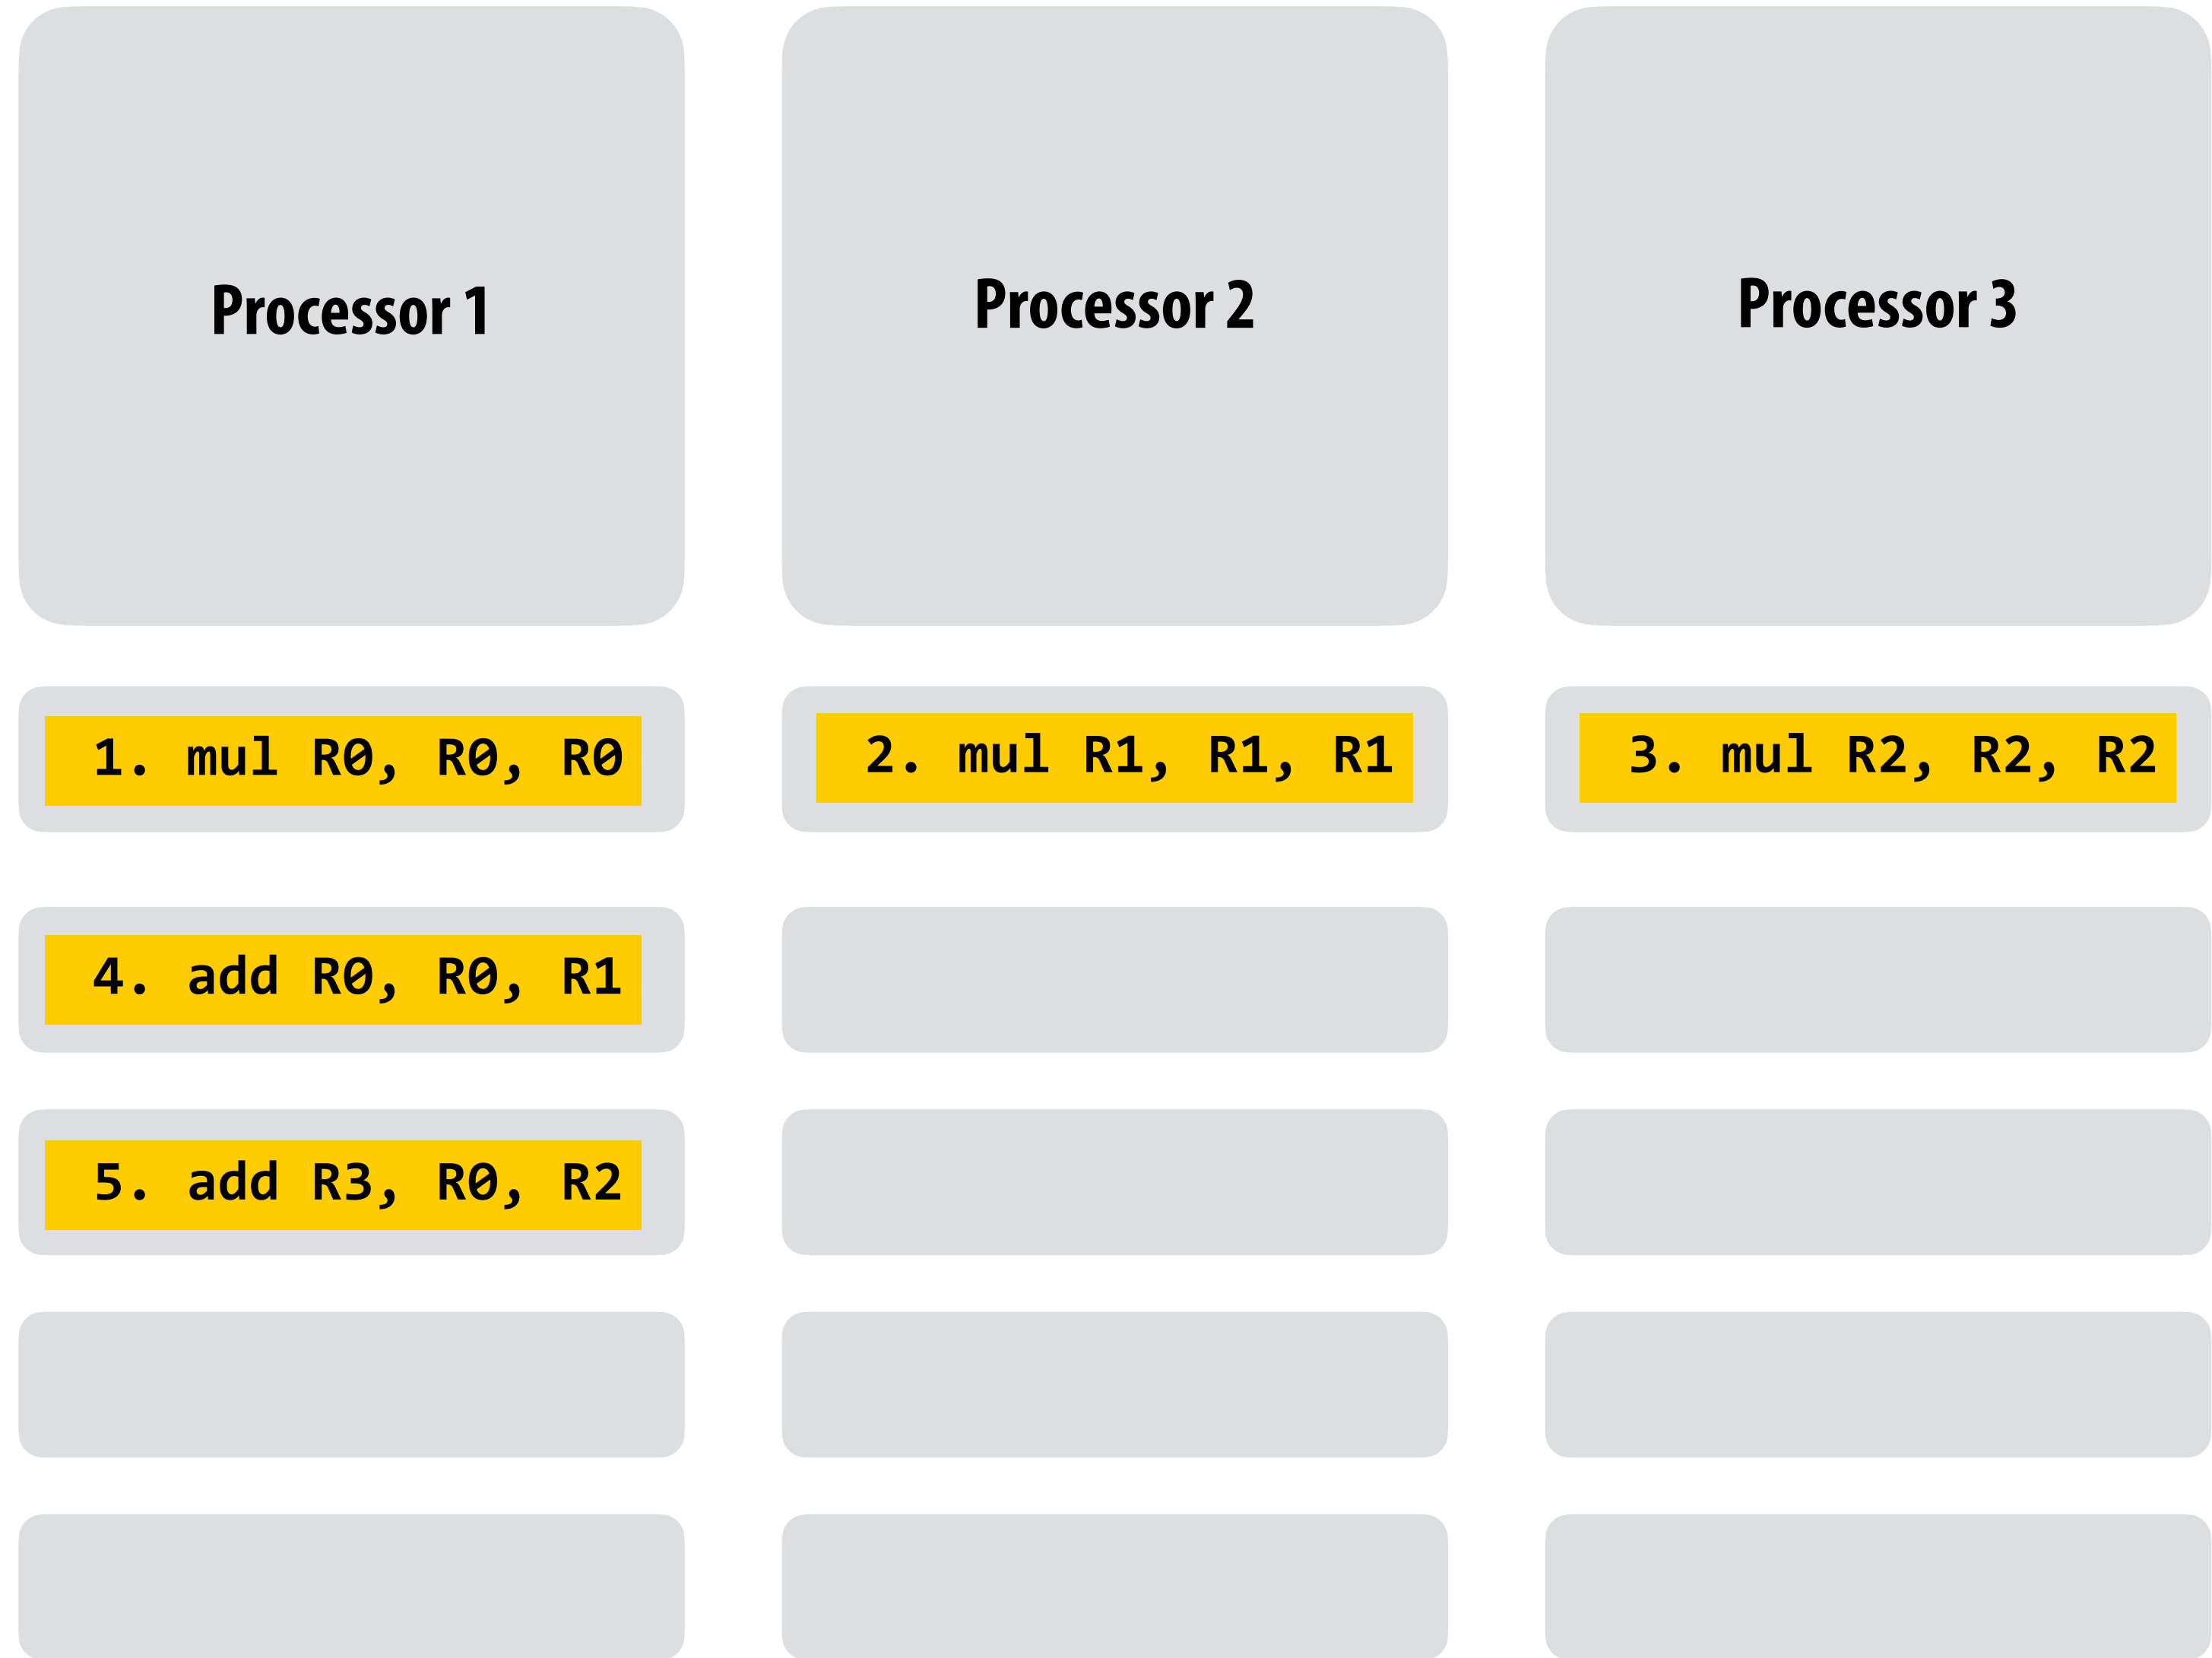 Processor 1
Processor 2
Processor 3
1. mul R0, R0, R0
2. mul R1, R1, R1
3. mul R2, R2, R2
4. add R0, R0, R1
5. add R3, R0, R2